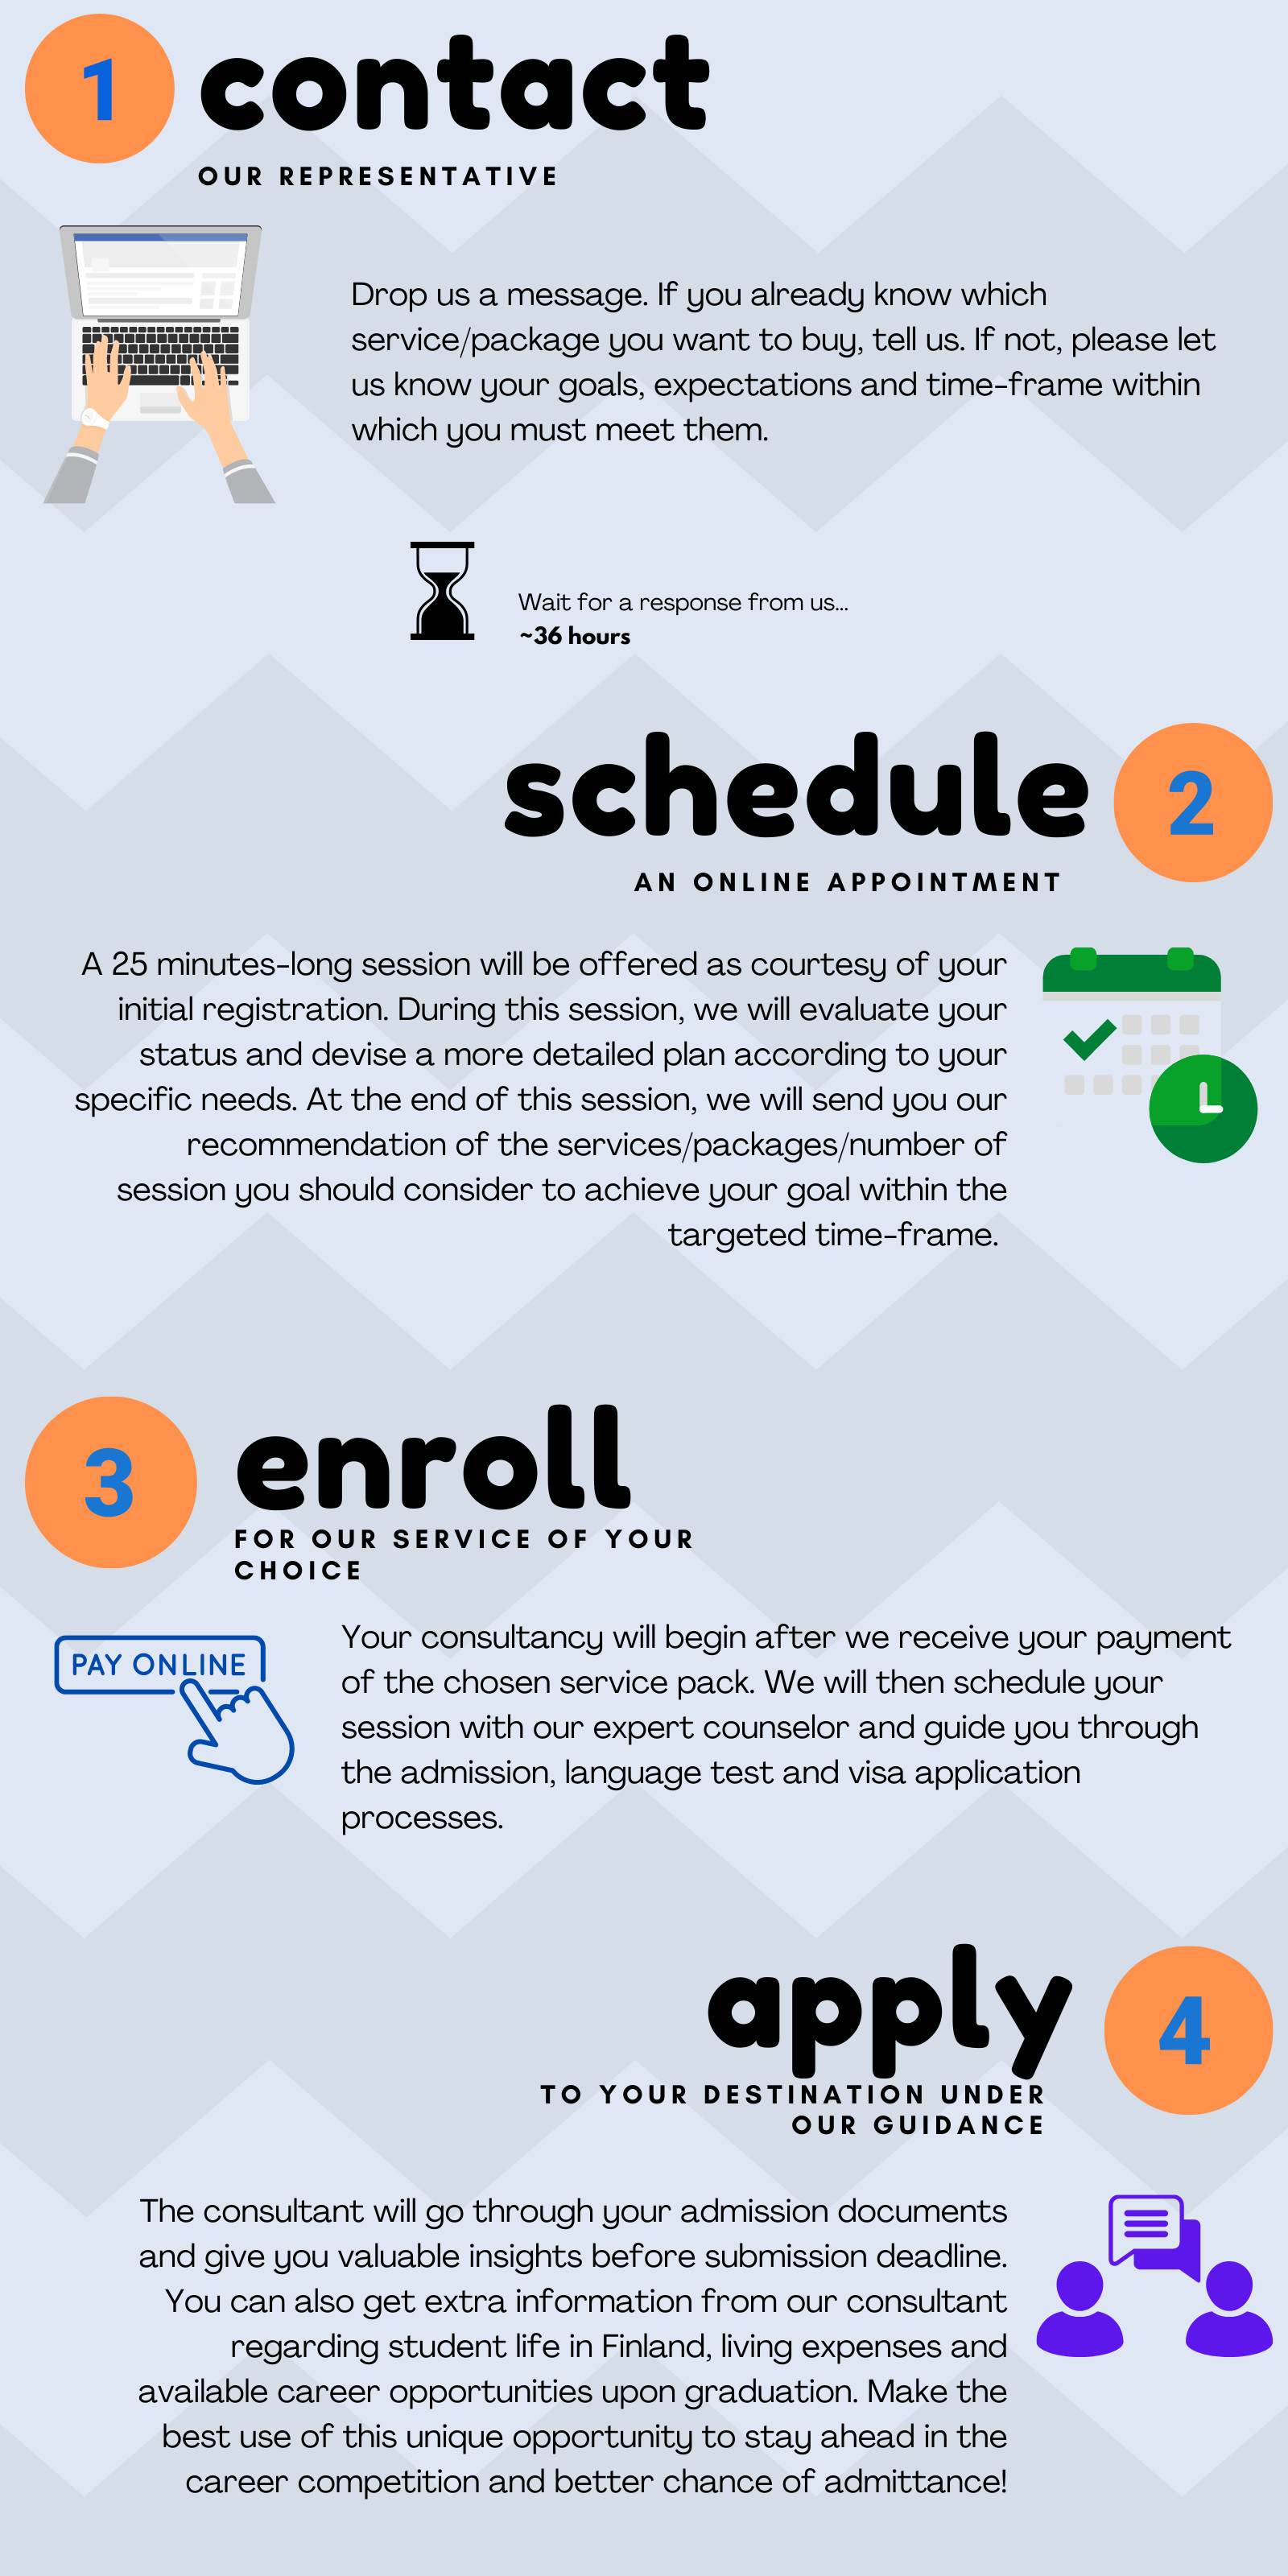 1
contact
OUR REPRESENTATIVE
Drop us a message. If you already know which
service/package you want to buy, tell us. If not, please let
us know your goals, expectations and time-frame within
which you must meet them.
Wait for a response from us...
~36 hours
schedule
2
AN ONLINE APPOINTMENT
A 25 minutes-long session will be offered as courtesy of your
initial registration. During this session, we will evaluate your
status and devise a more detailed plan according to your
specific needs. At the end of this session, we will send you our
recommendation of the services/packages/number of
session you should consider to achieve your goal within the
targeted time-frame.
3
enroll
FOR OUR SERVICE OF YOUR
CHOICE
PAY ONLINE
Your consultancy will begin after we receive your payment
of the chosen service pack. We will then schedule your
session with our expert counselor and guide you through
the admission, language test and visa application
processes.
apply
4
TO YOUR DESTINATION UNDER
OUR GUIDANCE
The consultant will go through your admission documents
and give you valuable insights before submission deadline.
You can also get extra information from our consultant
regarding student life in Finland, living expenses and
available career opportunities upon graduation. Make the
best use of this unique opportunity to stay ahead in the
career competition and better chance of admittance!